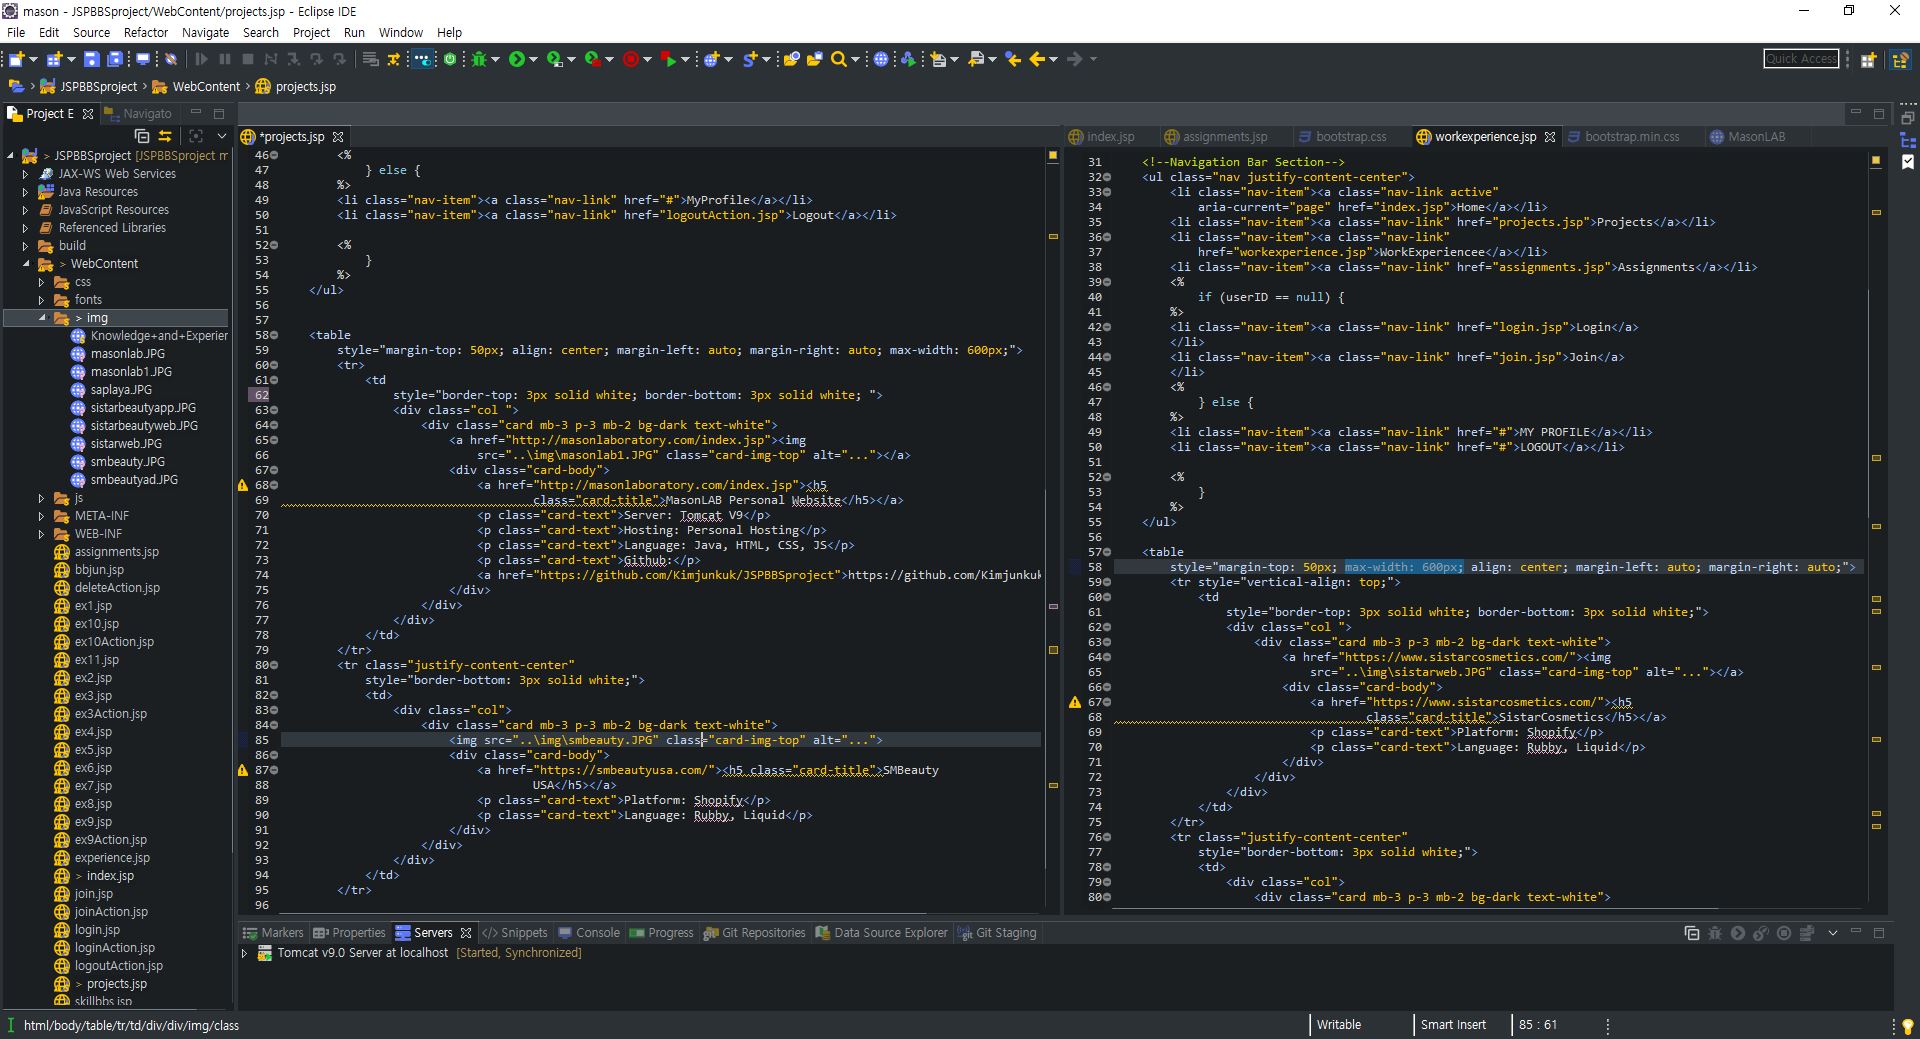 mason - JSPBBSproject/WebContent/projects.jsp - Eclipse IDE
File Edit Source Refactor Navigate Search Project Run Window Help
Quick Access
JSPBBSproject WebContent projects.jsp
Project E Navigato
> JSPBBSproject [JSPBBSproject m
JAX-WS Web Services
Java Resources
JavaScript Resources
Referenced Libraries
build
> WebContent
css
fonts
> img
Knowledge+and+Experier
masonlab.JPG
masonlab1.JPG
saplaya.JPG
sistarbeautyapp.JPG
sistarbeautyweb.JPG
sistarweb.JPG
smbeauty.JPG
smbeautyad.JPG
js
META-INF
WEB-INF
assignments.jsp
bbjun.jsp
deleteAction.jsp
ex1.jsp
ex10.jsp
ex10Action.jsp
ex11.jsp
ex2.jsp
ex3.jsp
ex3Action.jsp
ex4.jsp
ex5.jsp
ex6.jsp
ex7.jsp
ex8.jsp
ex9.jsp
ex9Action.jsp
experience.jsp
> index.jsp
join.jsp
joinAction.jsp
login.jsp
loginAction.jsp
logoutAction.jsp
> projects.jsp
skillbbs.jsp
*projects.jsp
46 <%
47 } else {
48 %>
49 <li class="nav-item"><a class="nav-link" href="#">MyProfile</a></li>
50 <li class="nav-item"><a class="nav-link" href="logoutAction.jsp">Logout</a></li>
51
52 <%
53 }
54 %>
55 </ul>
56
57
58 <table
59 style="margin-top: 50px; align: center; margin-left: auto; margin-right: auto; max-width: 600px;">
60 <tr>
61 <td
62 style="border-top: 3px solid white; border-bottom: 3px solid white; ">
63 <div class="col ">
64 <div class="card mb-3 p-3 mb-2 bg-dark text-white">
65 <a href="http://masonlaboratory.com/index.jsp"><img
66 src="..\img\masonlab1.JPG" class="card-img-top" alt="..."></a>
67 <div class="card-body">
68 <a href="http://masonlaboratory.com/index.jsp"><h5
69 class="card-title">MasonLAB Personal Website</h5></a>
70 <p class="card-text">Server: Tomcat V9</p>
71 <p class="card-text">Hosting: Personal Hosting</p>
72 <p class="card-text">Language: Java, HTML, CSS, JS</p>
73 <p class="card-text">Github:</p>
74 <a href="https://github.com/Kimjunkuk/JSPBBSproject">https://github.com/Kimjunkuk
75 </div>
76 </div>
77 </div>
78 </td>
79 </tr>
80 <tr class="justify-content-center"
81 style="border-bottom: 3px solid white;">
82 <td>
83 <div class="col">
84 <div class="card mb-3 p-3 mb-2 bg-dark text-white">
85 <img src="..\img\smbeauty.JPG" class="card-img-top" alt="...">
86 <div class="card-body">
87 <a href="https://smbeautyusa.com/"><h5 class="card-title">SMBeauty
88 USA</h5></a>
89 <p class="card-text">Platform: Shopify</p>
90 <p class="card-text">Language: Rubby, Liquid</p>
91 </div>
92 </div>
93 </div>
94 </td>
95 </tr>
96
index.jsp assignments.jsp bootstrap.css workexperience.jsp bootstrap.min.css MasonLAB
31 <!--Navigation Bar Section-->
32 <ul class="nav justify-content-center">
33 <li class="nav-item"><a class="nav-link active"
34 aria-current="page" href="index.jsp">Home</a></li>
35 <li class="nav-item"><a class="nav-link" href="projects.jsp">Projects</a></li>
36 <li class="nav-item"><a class="nav-link"
37 href="workexperience.jsp">WorkExperiencee</a></li>
38 <li class="nav-item"><a class="nav-link" href="assignments.jsp">Assignments</a></li>
39 <%
40 if (userID == null) {
41 %>
42 <li class="nav-item"><a class="nav-link" href="login.jsp">Login</a>
43 </li>
44 <li class="nav-item"><a class="nav-link" href="join.jsp">Join</a>
45 </li>
46 <%
47 } else {
48 %>
49 <li class="nav-item"><a class="nav-link" href="#">MY PROFILE</a></li>
50 <li class="nav-item"><a class="nav-link" href="#">LOGOUT</a></li>
51
52 <%
53 }
54 %>
55 </ul>
56
57 <table
58 style="margin-top: 50px; max-width: 600px; align: center; margin-left: auto; margin-right: auto;">
59 <tr style="vertical-align: top;">
60 <td
61 style="border-top: 3px solid white; border-bottom: 3px solid white;">
62 <div class="col ">
63 <div class="card mb-3 p-3 mb-2 bg-dark text-white">
64 <a href="https://www.sistarcosmetics.com/"><img
65 src="..\img\sistarweb.JPG" class="card-img-top" alt="..."></a>
66 <div class="card-body">
67 <a href="https://www.sistarcosmetics.com/"><h5
68 class="card-title">SistarCosmetics</h5></a>
69 <p class="card-text">Platform: Shopify</p>
70 <p class="card-text">Language: Rubby, Liquid</p>
71 </div>
72 </div>
73 </div>
74 </td>
75 </tr>
76 <tr class="justify-content-center"
77 style="border-bottom: 3px solid white;">
78 <td>
79 <div class="col">
80 <div class="card mb-3 p-3 mb-2 bg-dark text-white">
Markers Properties Servers Snippets Console Progress Git Repositories Data Source Explorer Git Staging
Tomcat v9.0 Server at localhost [Started, Synchronized]
html/body/table/tr/td/div/div/img/class Writable Smart Insert 85 : 61